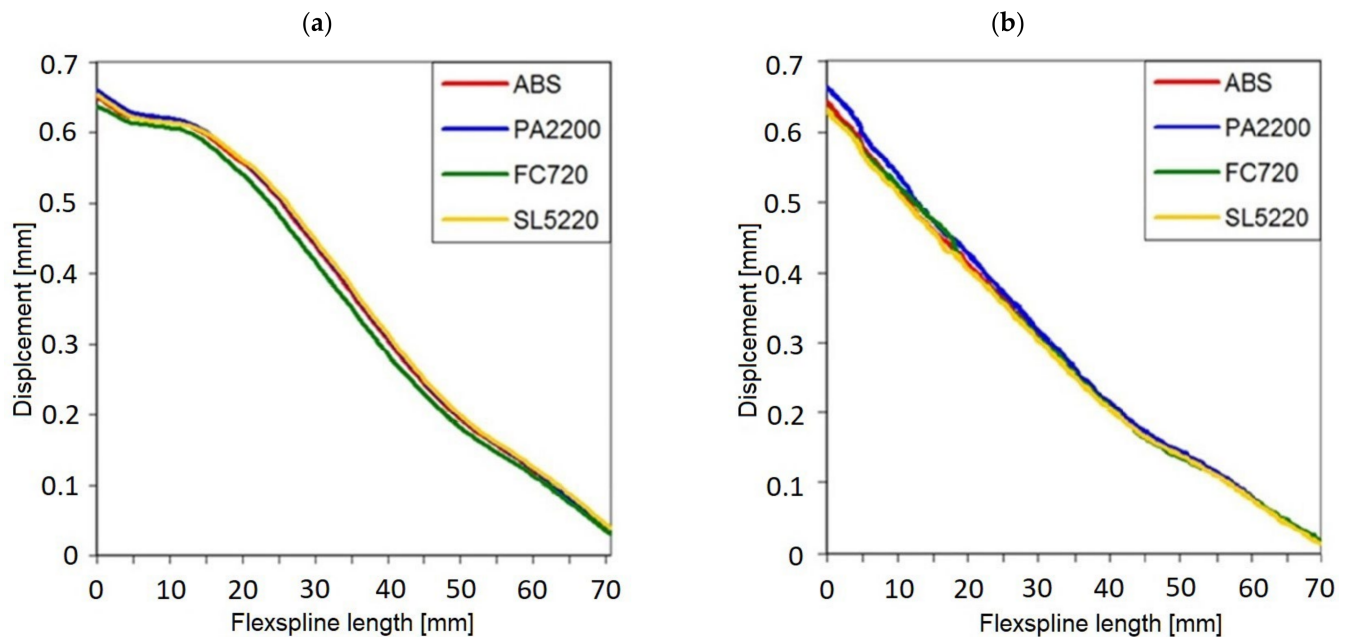 (a)
0.7
0.6
0.5
0.4
0.3
0.2
0.1
0
Displcement [mm]
ABS
PA2200
FC720
SL5220
0 10 20 30 40 50 60 70
Flexspline length [mm]
(b)
0.7
0.6
0.5
0.4
0.3
0.2
0.1
0
Displcement [mm]
ABS
PA2200
FC720
SL5220
0 10 20 30 40 50 60 70
Flexspline length [mm]